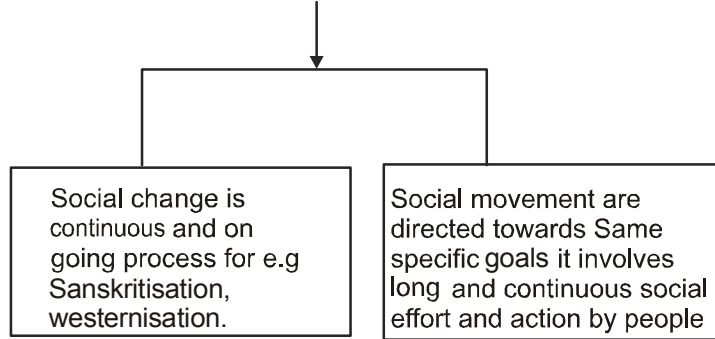 Social change is
continuous and on
going process for e.g
Sanskritisation,
westernisation.
Social movement are
directed towards Same
specific goals it involves
long and continuous social
effort and action by people